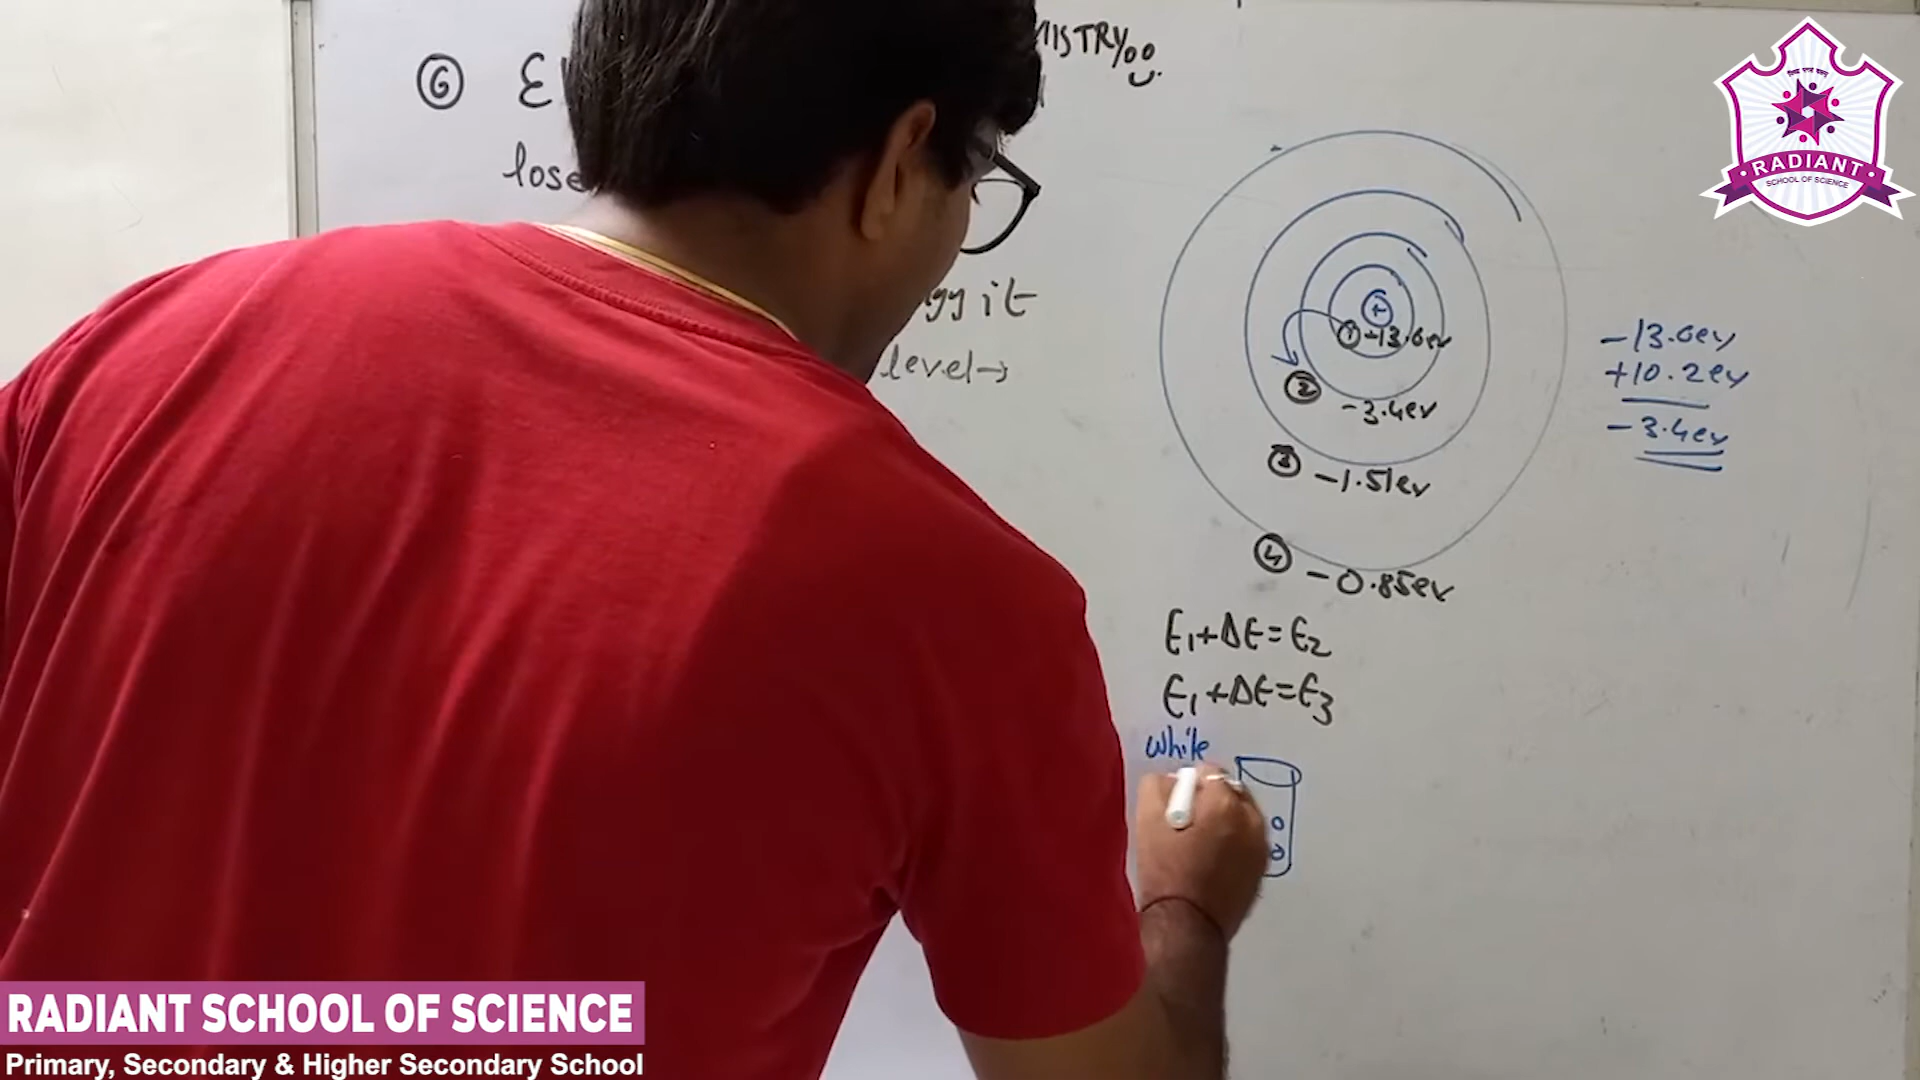 MISTRY
6
lose
gy it
level→
+
1 -13.6ev
2 -3.4ev
3 -1.51ev
4 -0.85ev
-13.6ev
+10.2ev
-3.4ev
E₁+ΔE=E₂
E₁+ΔE=E₃
white
RADIANT
SCHOOL OF SCIENCE
RADIANT SCHOOL OF SCIENCE
Primary, Secondary & Higher Secondary School